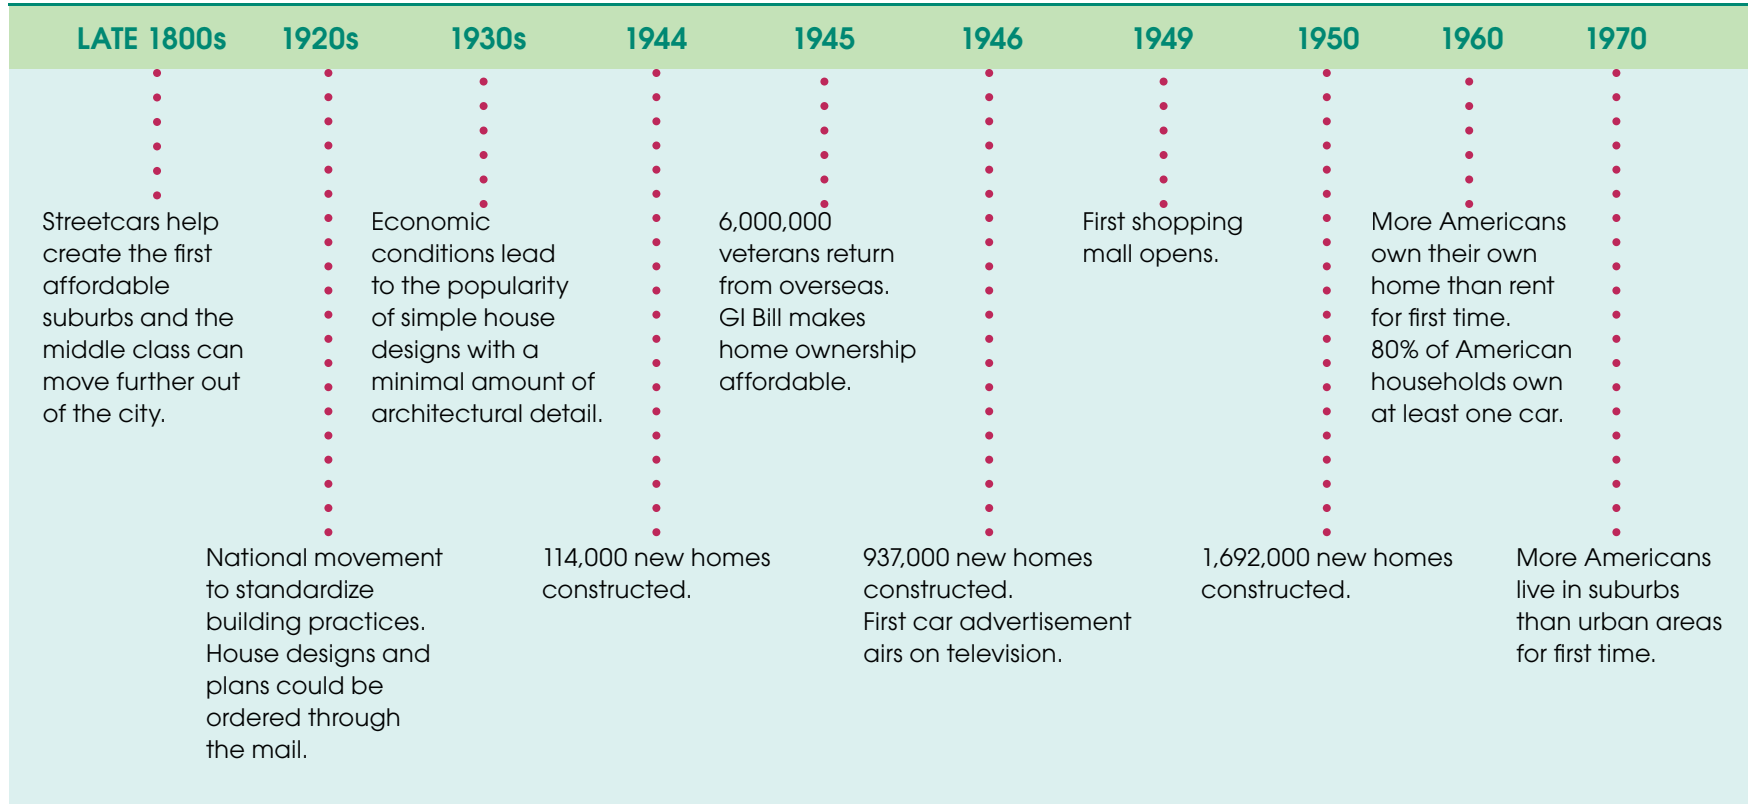 LATE 1800s 1920s 1930s 1944 1945 1946 1949 1950 1960 1970
Streetcars help
create the first
affordable
suburbs and the
middle class can
move further out
of the city.
National movement
to standardize
building practices.
House designs and
plans could be
ordered through
the mail.
Economic
conditions lead
to the popularity
of simple house
designs with a
minimal amount of
architectural detail.
114,000 new homes
constructed.
6,000,000
veterans return
from overseas.
GI Bill makes
home ownership
affordable.
937,000 new homes
constructed.
First car advertisement
airs on television.
First shopping
mall opens.
1,692,000 new homes
constructed.
More Americans
own their own
home than rent
for first time.
80% of American
households own
at least one car.
More Americans
live in suburbs
than urban areas
for first time.